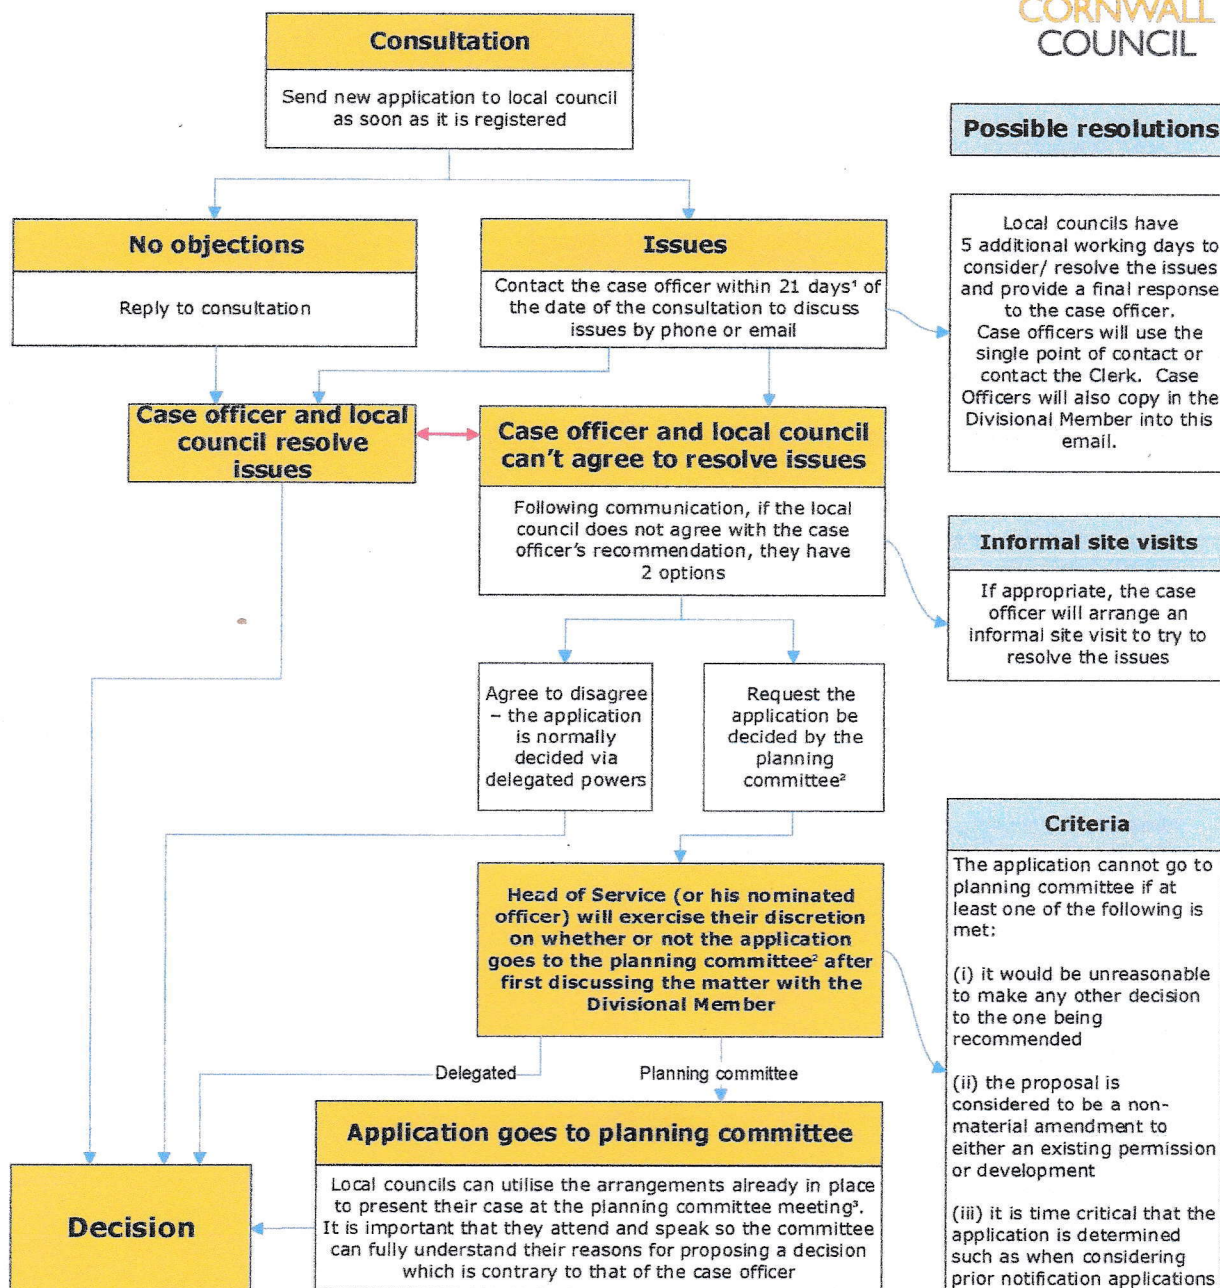 CORNWALL
COUNCIL
Consultation
Send new application to local council
as soon as it is registered
Possible resolutions
Local councils have
5 additional working days to
consider/ resolve the issues
and provide a final response
to the case officer.
Case officers will use the
single point of contact or
contact the Clerk. Case
Officers will also copy in the
Divisional Member into this
email.
No objections
Reply to consultation
Issues
Contact the case officer within 21 days¹ of
the date of the consultation to discuss
issues by phone or email
Case officer and local
council resolve
issues
Case officer and local council
can't agree to resolve issues
Following communication, if the local
council does not agree with the case
officer's recommendation, they have
2 options
Informal site visits
If appropriate, the case
officer will arrange an
informal site visit to try to
resolve the issues
Agree to disagree
– the application
is normally
decided via
delegated powers
Request the
application be
decided by the
planning
committee²
Head of Service (or his nominated
officer) will exercise their discretion
on whether or not the application
goes to the planning committee² after
first discussing the matter with the
Divisional Member
Criteria
The application cannot go to
planning committee if at
least one of the following is
met:
(i) it would be unreasonable
to make any other decision
to the one being
recommended
(ii) the proposal is
considered to be a non-
material amendment to
either an existing permission
or development
(iii) it is time critical that the
application is determined
such as when considering
prior notification applications
Delegated
Planning committee
Application goes to planning committee
Local councils can utilise the arrangements already in place
to present their case at the planning committee meeting³.
It is important that they attend and speak so the committee
can fully understand their reasons for proposing a decision
which is contrary to that of the case officer
Decision